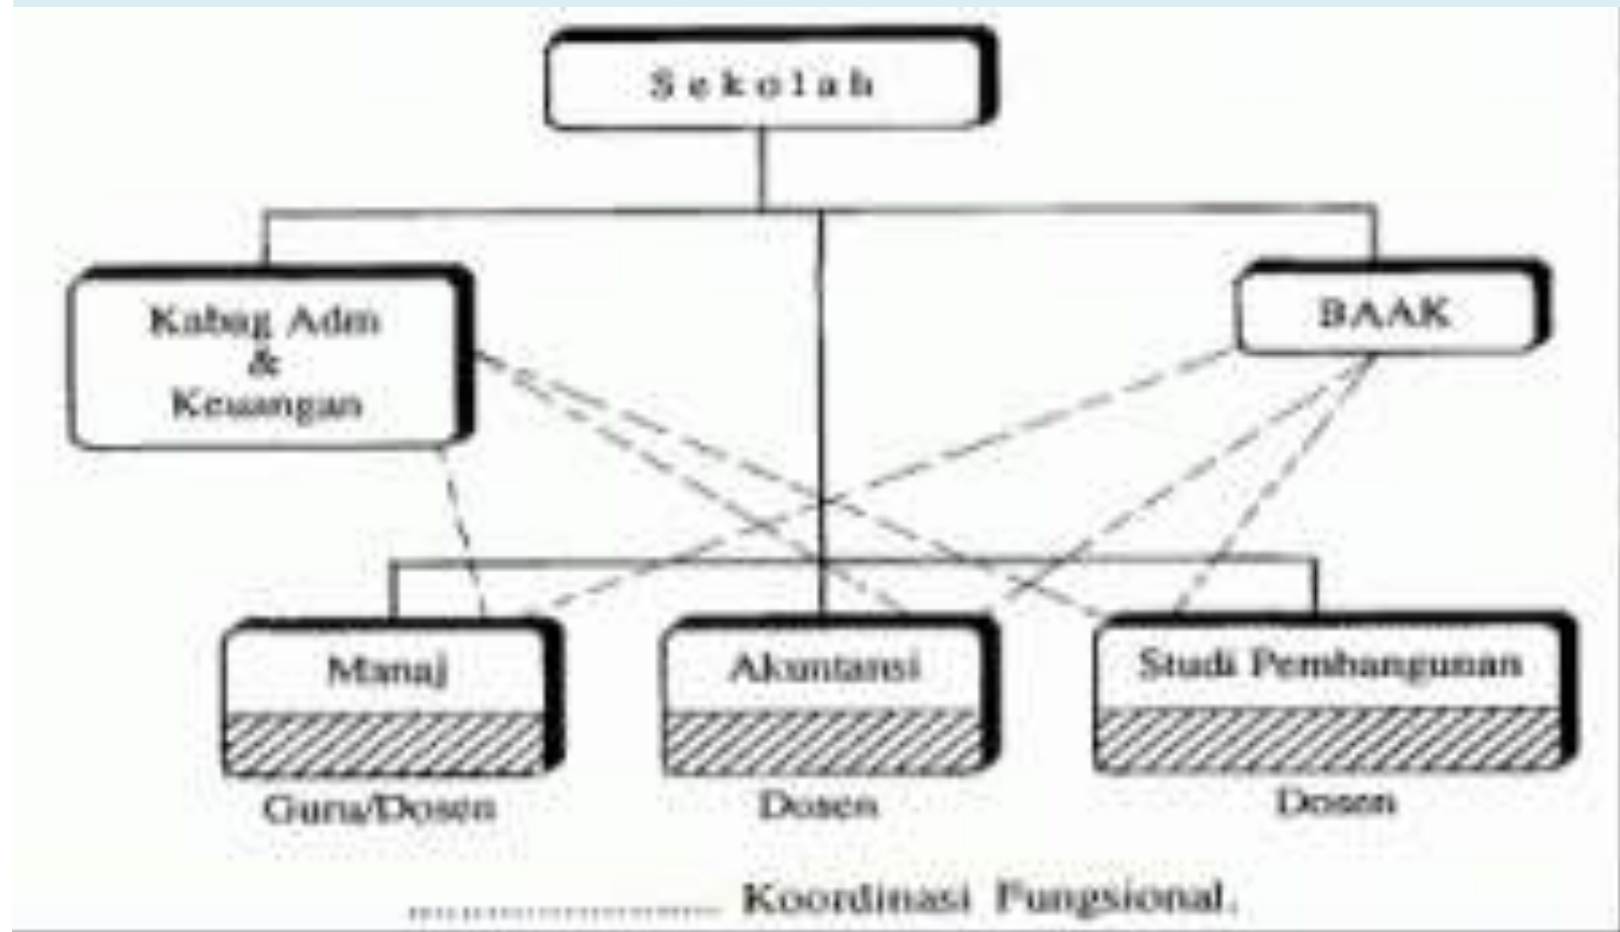 Sekolah
Kabag Adm
&
Keuangan
BAAK
Manaj
Akuntansi
Studi Pembangunan
Guru/Dosen
Dosen
Dosen
.......................... Koordinasi Fungsional.